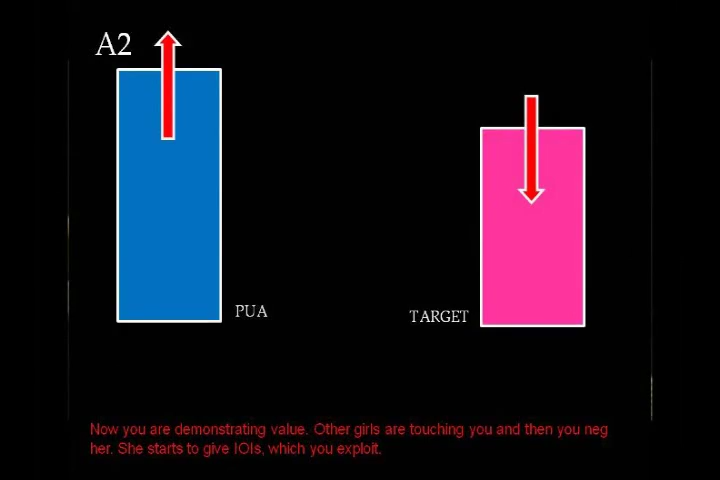 A2
PUA
TARGET
Now you are demonstrating value. Other girls are touching you and then you neg
her. She starts to give IOIs, which you exploit.